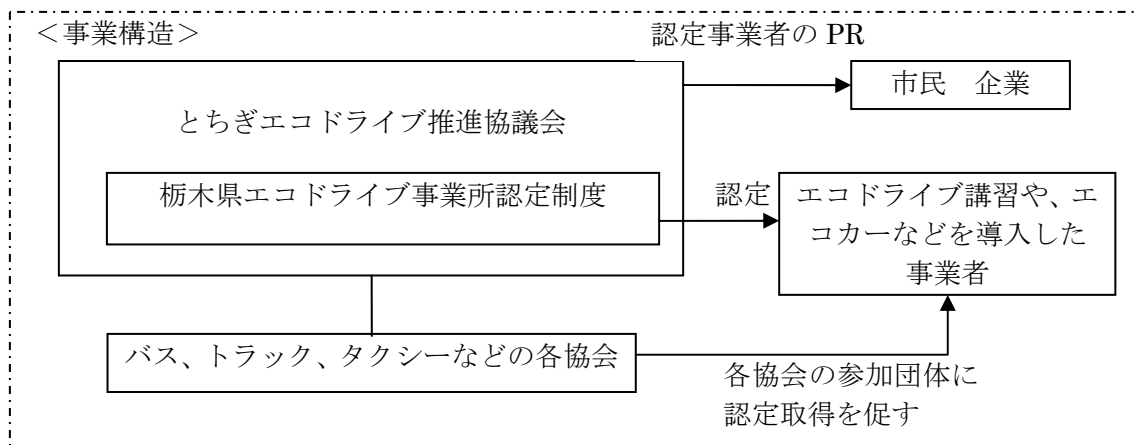 ＜事業構造＞
認定事業者の PR
市民　企業
とちぎエコドライブ推進協議会
栃木県エコドライブ事業所認定制度
認定
エコドライブ講習や、エ
コカーなどを導入した
事業者
バス、トラック、タクシーなどの各協会
各協会の参加団体に
認定取得を促す